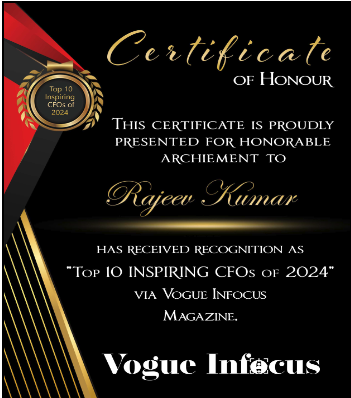 Certificate
OF HONOUR
Top 10
Inspiring
CFOs of
2024
THIS CERTIFICATE IS PROUDLY
PRESENTED FOR HONORABLE
ARCHIEMENT TO
Rajeev Kumar
HAS RECEIVED RECOGNITION AS
"TOP 10 INSPIRING CFOS OF 2024"
VIA VOGUE INFOCUS
MAGAZINE.
Vogue Infocus